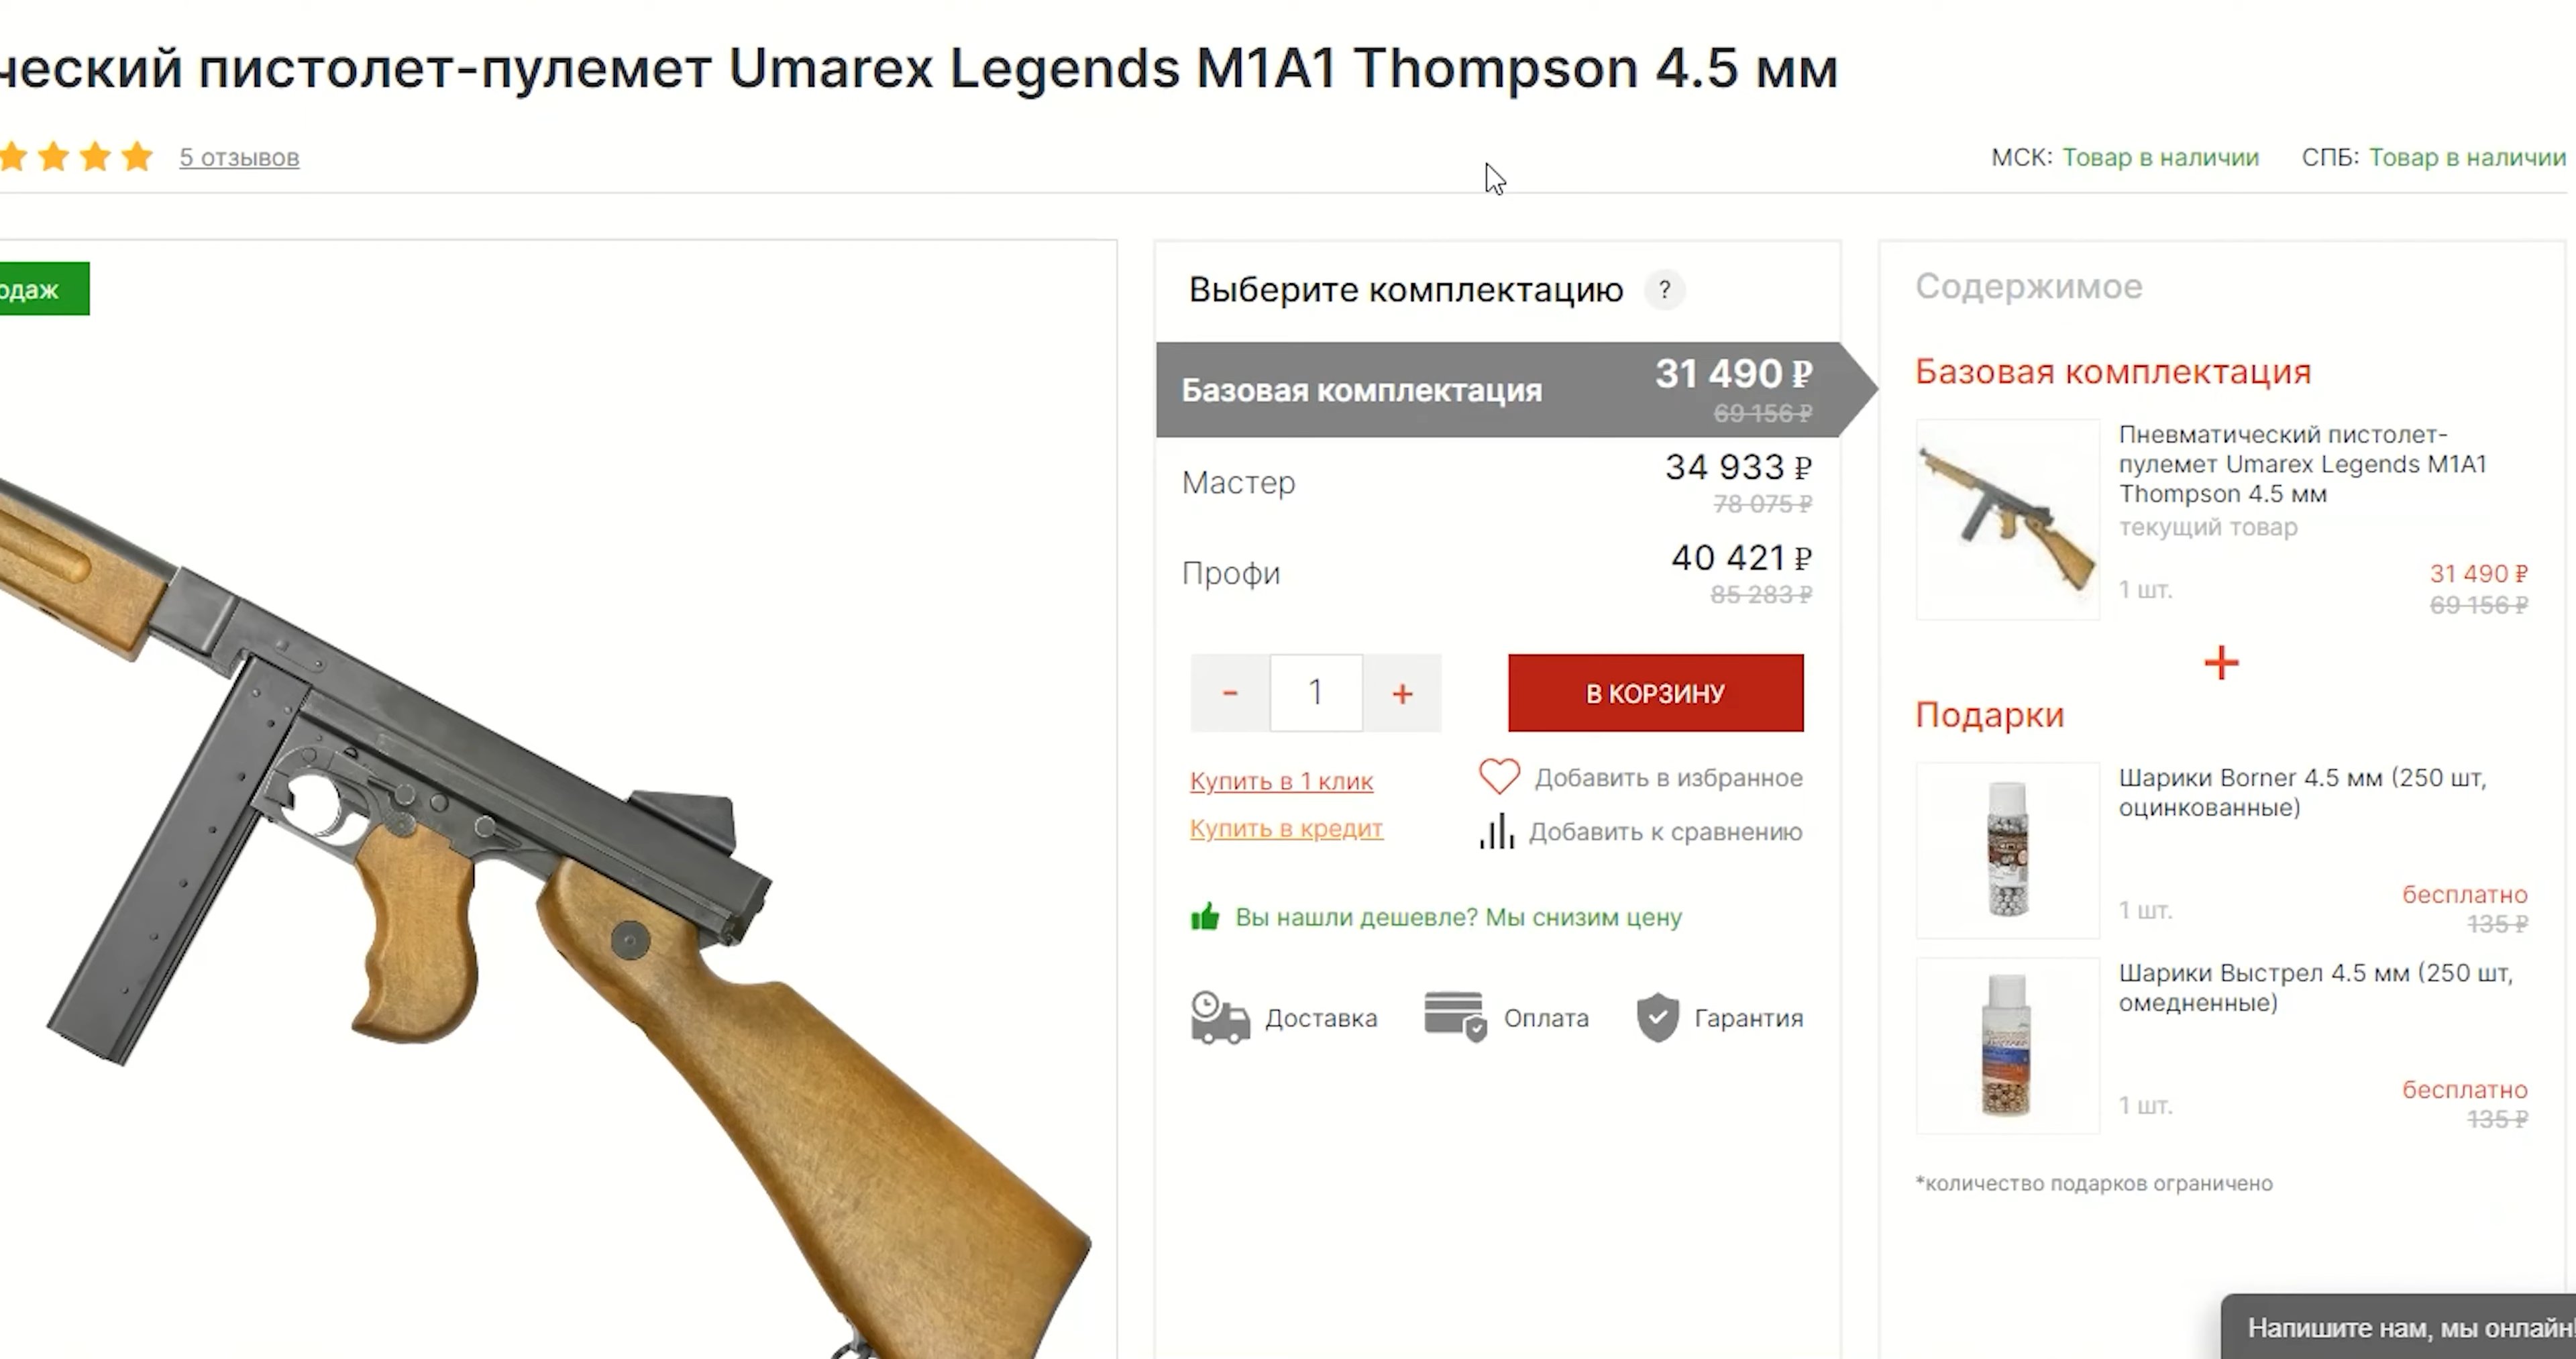 ческий пистолет-пулемет Umarex Legends M1A1 Thompson 4.5 мм
5 отзывов
МСК: Товар в наличии СПБ: Товар в наличии
одаж
Выберите комплектацию ?
Базовая комплектация 31 490 ₽
69 156 ₽
Мастер 34 933 ₽
78 075 ₽
Профи 40 421 ₽
85 283 ₽
- 1 + В КОРЗИНУ
Купить в 1 клик Добавить в избранное
Купить в кредит Добавить к сравнению
Вы нашли дешевле? Мы снизим цену
Доставка Оплата Гарантия
Содержимое
Базовая комплектация
Пневматический пистолет-
пулемет Umarex Legends M1A1
Thompson 4.5 мм
текущий товар
1 шт. 31 490 ₽
69 156 ₽
+
Подарки
Шарики Borner 4.5 мм (250 шт,
оцинкованные)
1 шт. бесплатно
135 ₽
Шарики Выстрел 4.5 мм (250 шт,
омедненные)
1 шт. бесплатно
135 ₽
*количество подарков ограничено
Напишите нам, мы онлайн!